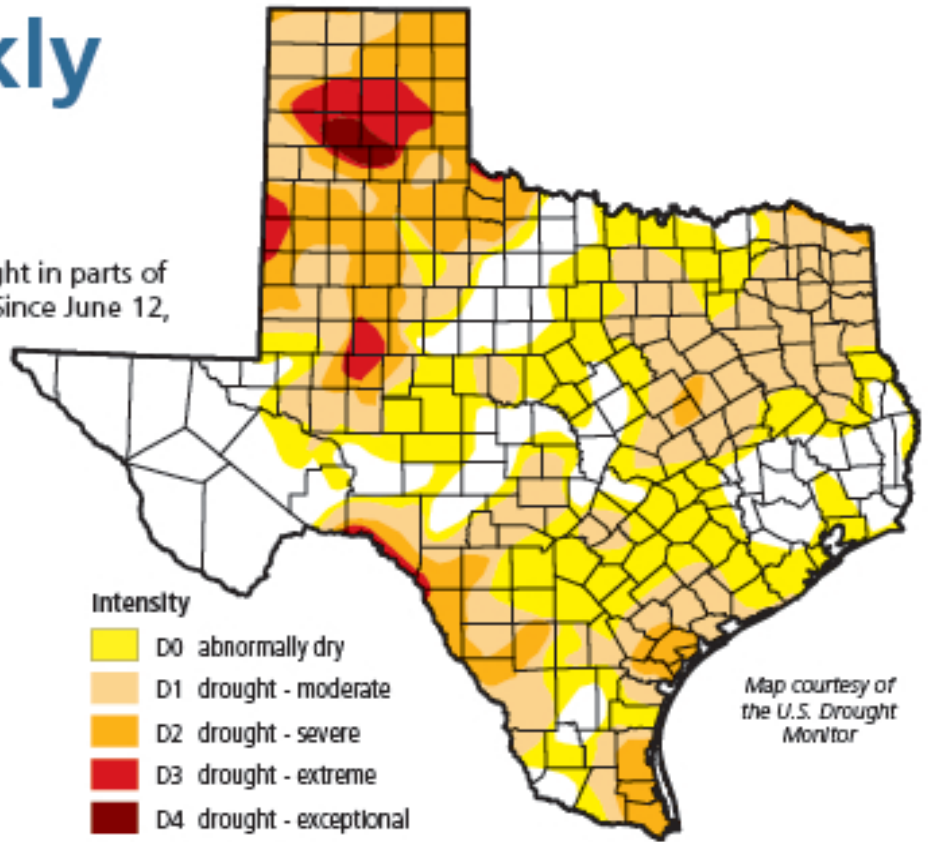 kly
ght in parts of
Since June 12,
Intensity
D0 abnormally dry
D1 drought - moderate
D2 drought - severe
D3 drought - extreme
D4 drought - exceptional
Map courtesy of
the U.S. Drought
Monitor